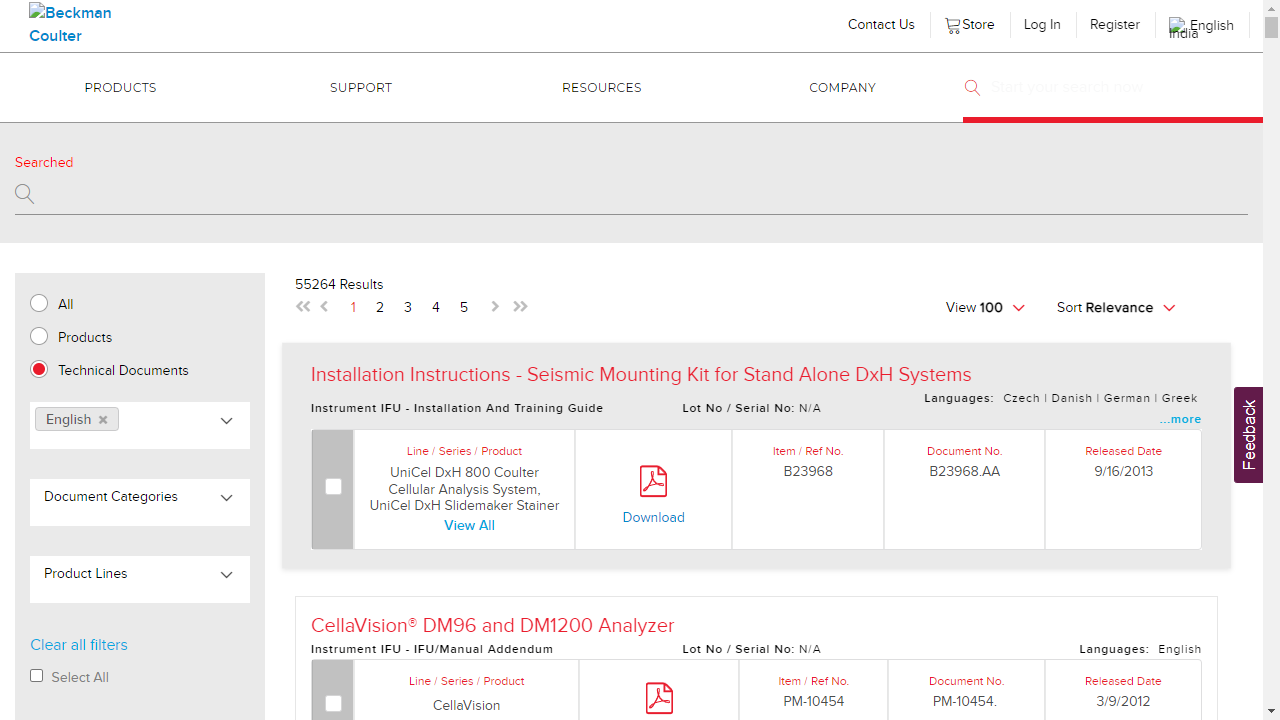 Beckman
Coulter
Contact Us
Store
Log In
Register
English
India
PRODUCTS
SUPPORT
RESOURCES
COMPANY
Start your search now
Searched
All
Products
Technical Documents
English
Document Categories
Product Lines
Clear all filters
Select All
55264 Results
1 2 3 4 5
View 100
Sort Relevance
Installation Instructions - Seismic Mounting Kit for Stand Alone DxH Systems
Instrument IFU - Installation And Training Guide
Lot No / Serial No: N/A
Languages: Czech | Danish | German | Greek
...more
Line / Series / Product
UniCel DxH 800 Coulter
Cellular Analysis System,
UniCel DxH Slidemaker Stainer
View All
Download
Item / Ref No.
B23968
Document No.
B23968.AA
Released Date
9/16/2013
CellaVision® DM96 and DM1200 Analyzer
Instrument IFU - IFU/Manual Addendum
Lot No / Serial No: N/A
Languages: English
Line / Series / Product
CellaVision
Item / Ref No.
PM-10454
Document No.
PM-10454.
Released Date
3/9/2012
Feedback